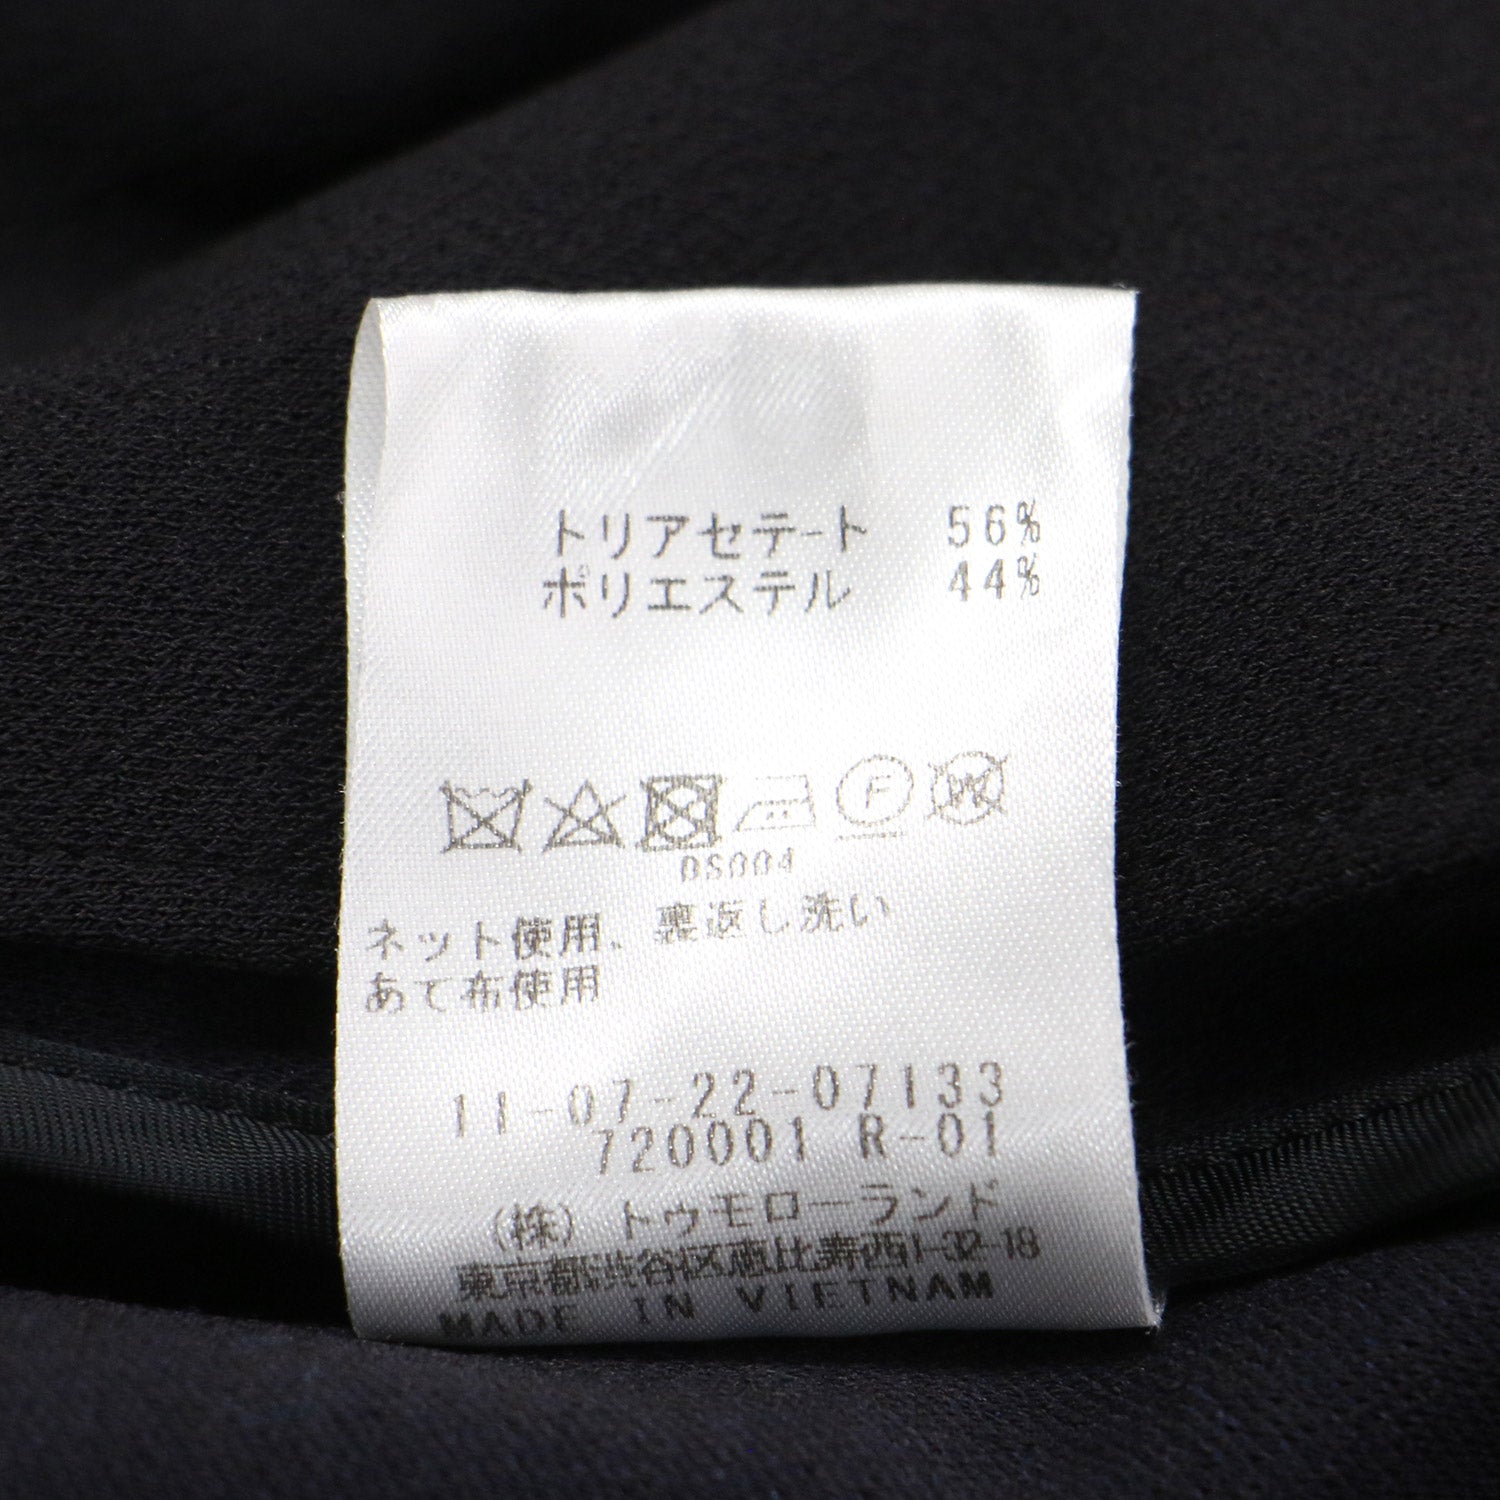 トリアセテート 56%
ポリエステル 44%
F W
DS004
ネット使用、裏返し洗い
あて布使用
11-07-22-07133
720001 R-01
(株)トゥモローランド
東京都渋谷区恵比寿西1-32-18
MADE IN VIETNAM